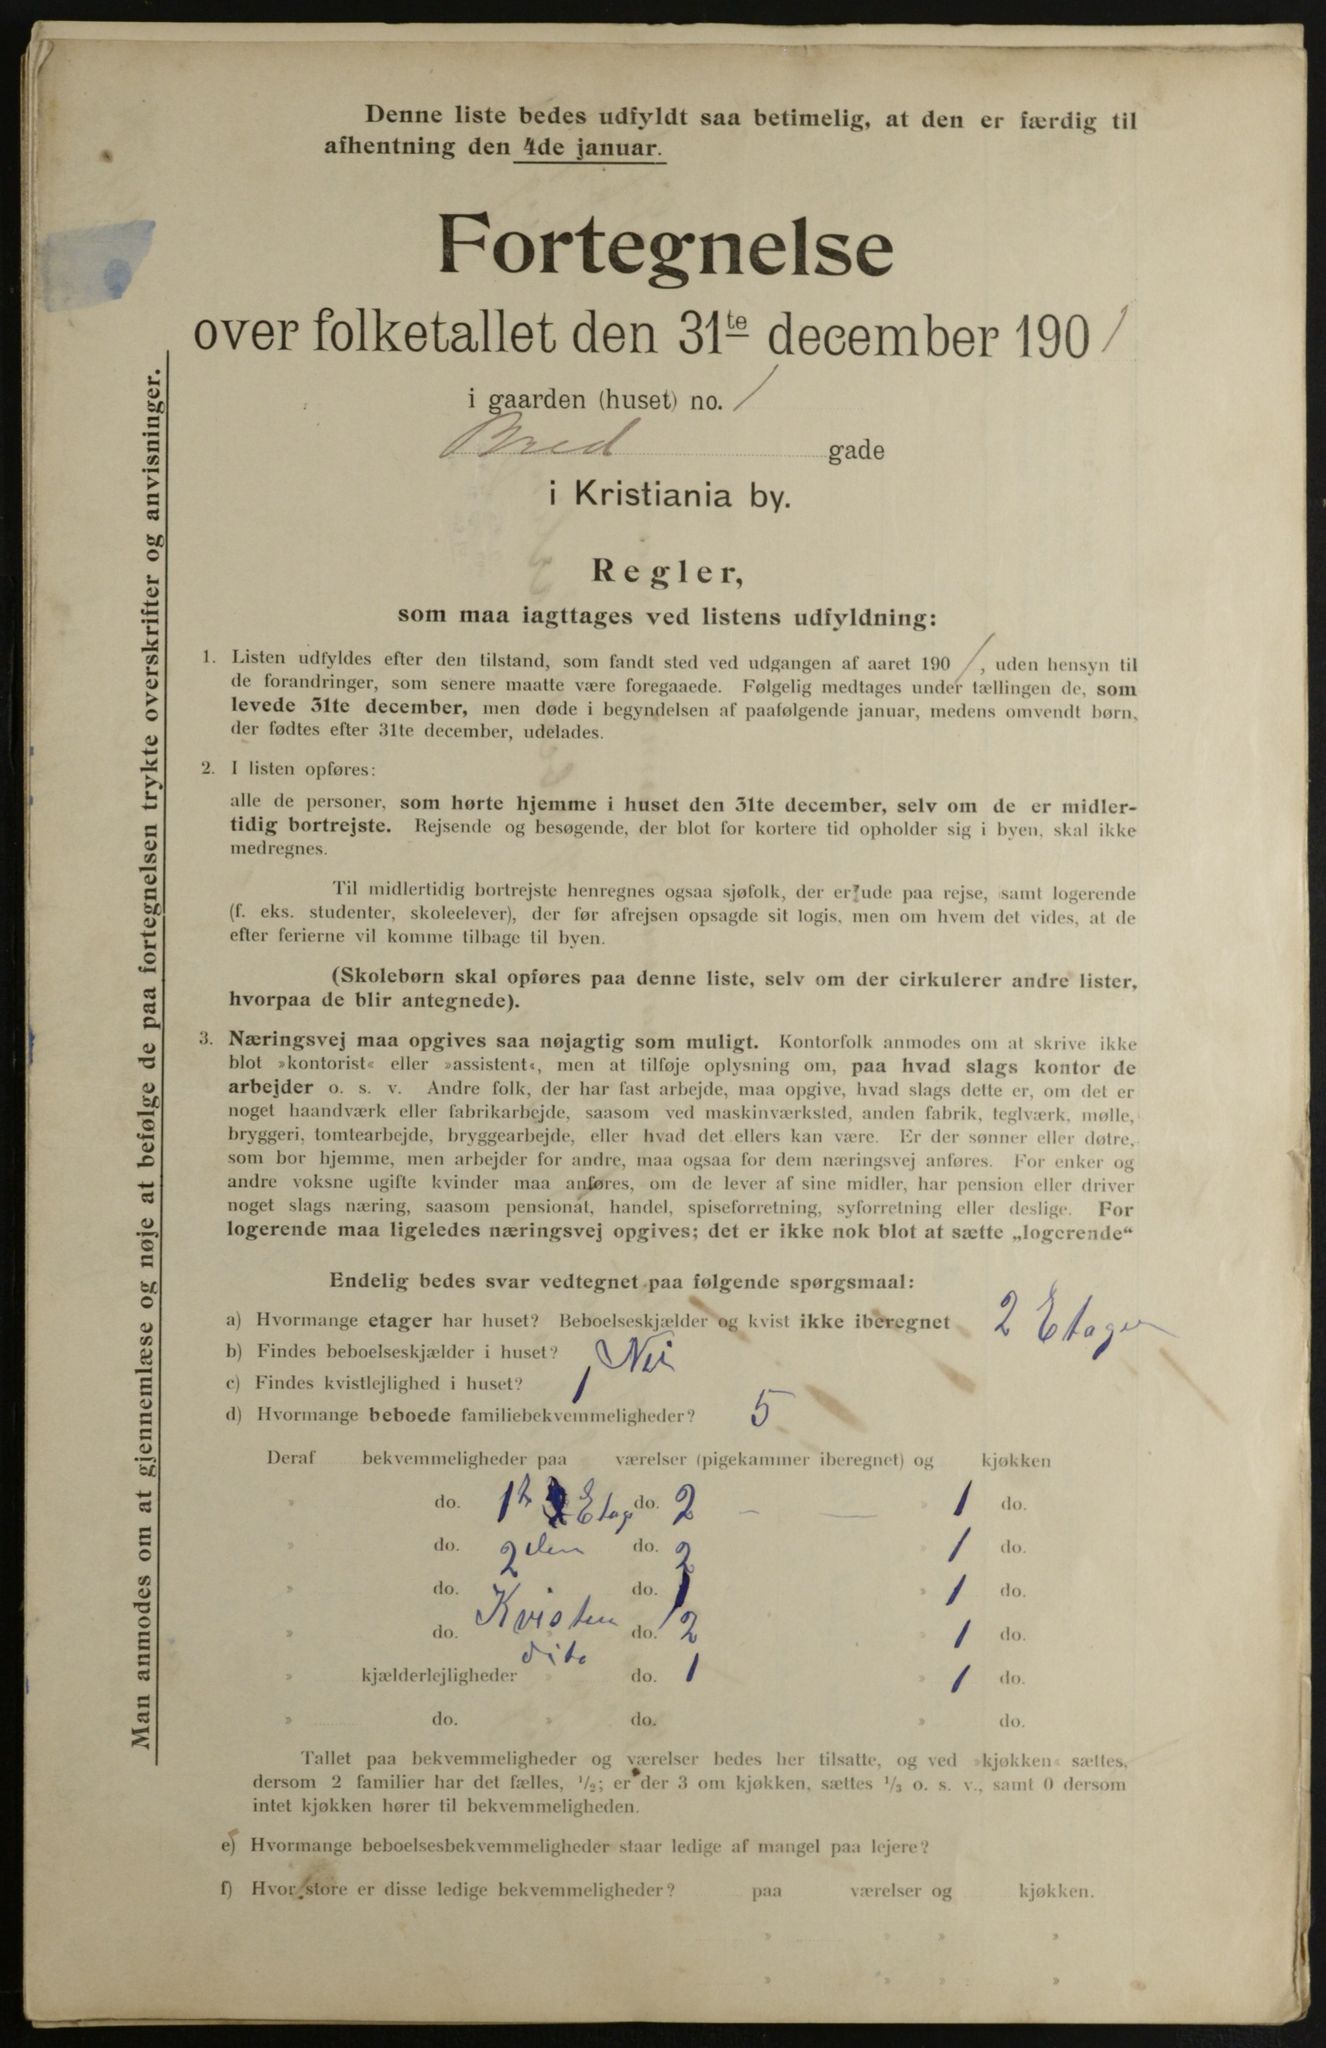 Denne liste bedes udfyldt saa betimelig, at den er færdig til
afhentning den 4de januar.
Fortegnelse
over folketallet den 31te december 1901
i gaarden (huset) no. 1
Bred gade
i Kristiania by.
Regler,
som maa iagttages ved listens udfyldning:
1. Listen udfyldes efter den tilstand, som fandt sted ved udgangen af aaret 1901, uden hensyn til
de forandringer, som senere maatte være foregaaede. Følgelig medtages under tællingen de, som
levede 31te december, men døde i begyndelsen af paafølgende januar, medens omvendt børn,
der fødtes efter 31te december, udelades.
2. I listen opføres:
alle de personer, som hørte hjemme i huset den 31te december, selv om de er midler-
tidig bortrejste. Rejsende og besøgende, der blot for kortere tid opholder sig i byen, skal ikke
medregnes.
Til midlertidig bortrejste henregnes ogsaa sjøfolk, der er ude paa rejse, samt logerende
(f. eks. studenter, skoleelever), der før afrejsen opsagde sit logis, men om hvem det vides, at de
efter ferierne vil komme tilbage til byen.
(Skolebørn skal opføres paa denne liste, selv om der cirkulerer andre lister,
hvorpaa de blir antegnede).
3. Næringsvej maa opgives saa nøjagtig som muligt. Kontorfolk anmodes om at skrive ikke
blot »kontorist« eller »assistent«, men at tilføje oplysning om, paa hvad slags kontor de
arbejder o. s. v. Andre folk, der har fast arbejde, maa opgive, hvad slags dette er, om det er
noget haandværk eller fabrikarbejde, saasom ved maskinværksted, anden fabrik, teglværk, mølle,
bryggeri, tomtearbejde, bryggearbejde, eller hvad det ellers kan være. Er der sønner eller døtre,
som bor hjemme, men arbejder for andre, maa ogsaa for dem næringsvej anføres. For enker og
andre voksne ugifte kvinder maa anføres, om de lever af sine midler, har pension eller driver
noget slags næring, saasom pensionat, handel, spiseforretning, syforretning eller deslige. For
logerende maa ligeledes næringsvej opgives; det er ikke nok blot at sætte „logerende“
Endelig bedes svar vedtegnet paa følgende spørgsmaal:
a) Hvormange etager har huset? Beboelseskjælder og kvist ikke iberegnet 2 Etager
b) Findes beboelseskjælder i huset? Nei
c) Findes kvistlejlighed i huset? 1
d) Hvormange beboede familiebekvemmeligheder? 5
Deraf bekvemmeligheder paa værelser (pigekammer iberegnet) og kjøkken
» do. 1te Etag do. 2 — — » 1 do.
» do. 2den do. 2 » 1 do.
» do. do. 1 » 1 do.
» do. Kvisten do. 2 » 1 do.
» kjælderlejligheder dito do. 1 » 1 do.
» do. » do. » do.
Tallet paa bekvemmeligheder og værelser bedes her tilsatte, og ved »kjøkken« sættes,
dersom 2 familier har det fælles, 1/2; er der 3 om kjøkken, sættes 1/3 o. s. v., samt 0 dersom
intet kjøkken hører til bekvemmeligheden.
e) Hvormange beboelsesbekvemmeligheder staar ledige af mangel paa lejere?
f) Hvor store er disse ledige bekvemmeligheder? paa værelser og kjøkken.
» » » »
» » » »
Man anmodes om at gjennemlæse og nøje at befølge de paa fortegnelsen trykte overskrifter og anvisninger.